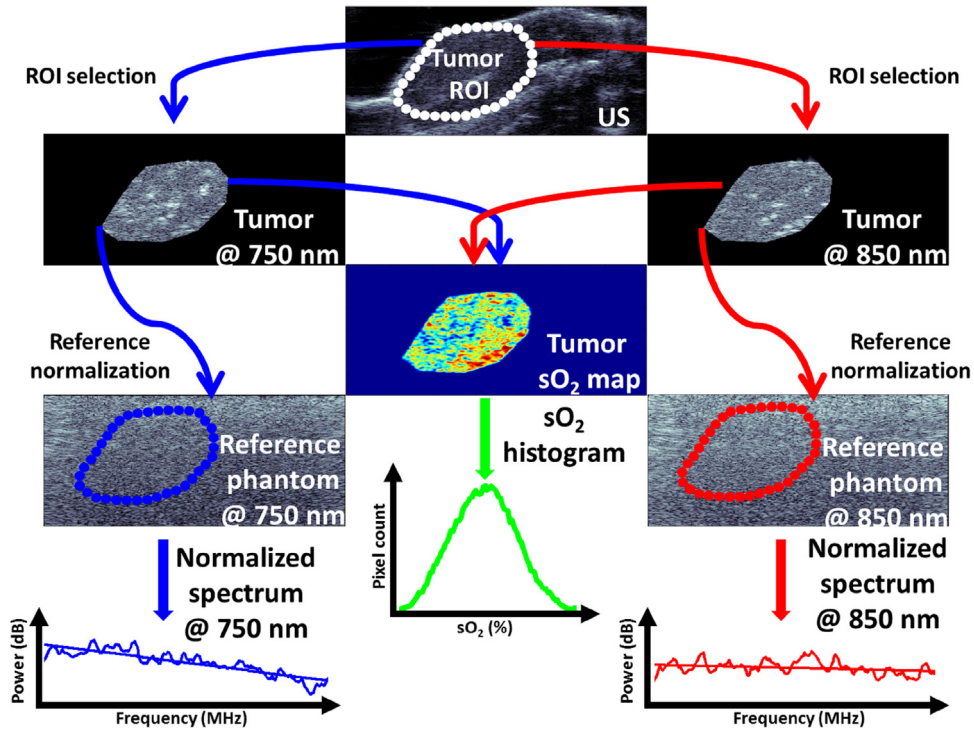 Tumor
ROI
US
ROI selection
ROI selection
Tumor
@ 750 nm
Tumor
@ 850 nm
Reference
normalization
Tumor
sO₂ map
Reference
normalization
Reference
phantom
@ 750 nm
sO₂
histogram
Reference
phantom
@ 850 nm
Pixel count
sO₂ (%)
Normalized
spectrum
@ 750 nm
Normalized
spectrum
@ 850 nm
Power (dB)
Frequency (MHz)
Power (dB)
Frequency (MHz)